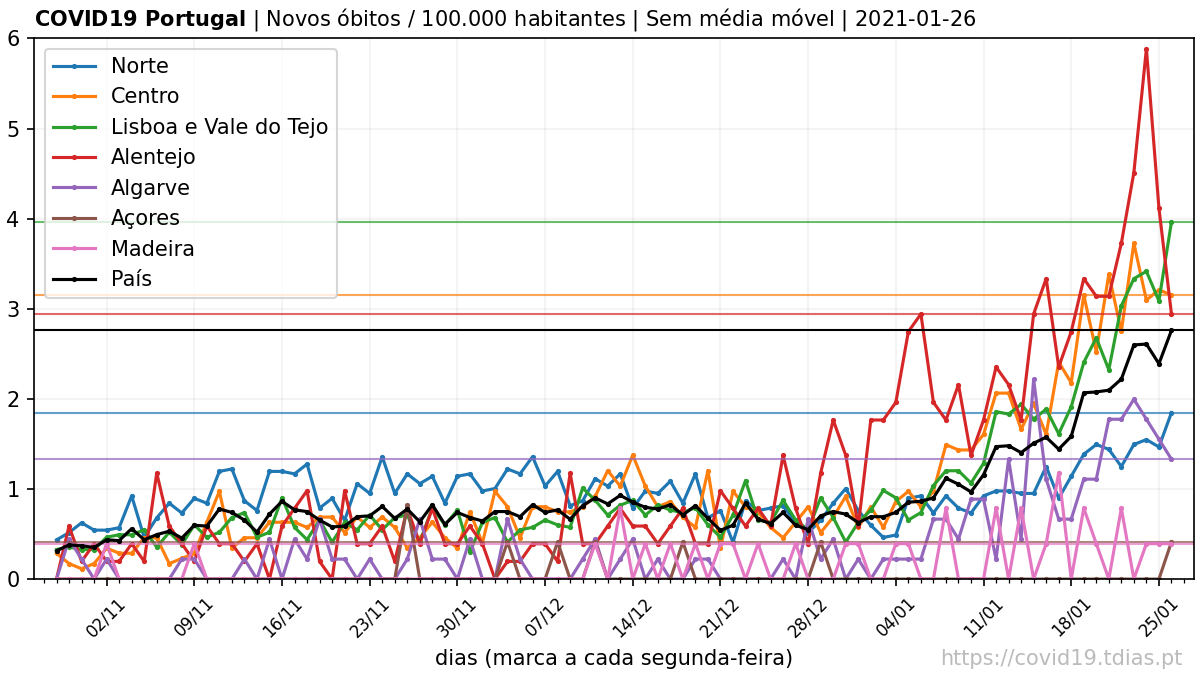 COVID19 Portugal | Novos óbitos / 100.000 habitantes | Sem média móvel | 2021-01-26
6
5
4
3
2
1
0
Norte
Centro
Lisboa e Vale do Tejo
Alentejo
Algarve
Açores
Madeira
País
02/11
09/11
16/11
23/11
30/11
07/12
14/12
21/12
28/12
04/01
11/01
18/01
25/01
dias (marca a cada segunda-feira)
https://covid19.tdias.pt